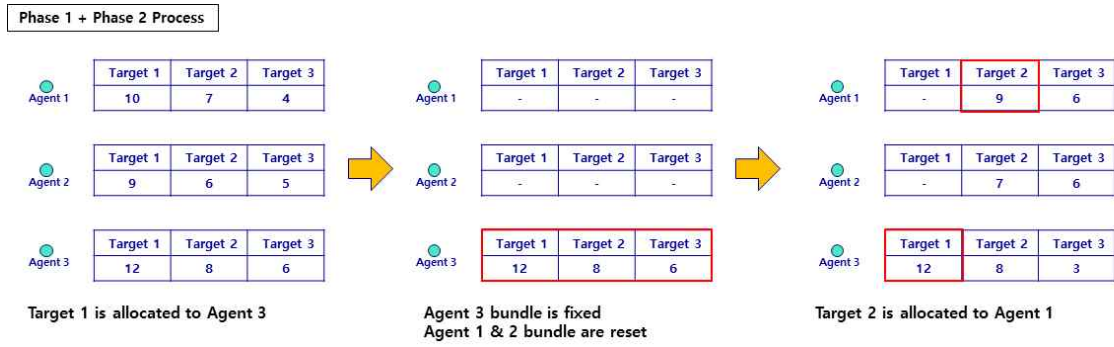 Phase 1 + Phase 2 Process
Agent 1
Target 1 Target 2 Target 3
10 7 4
Agent 2
Target 1 Target 2 Target 3
9 6 5
Agent 3
Target 1 Target 2 Target 3
12 8 6
Target 1 is allocated to Agent 3
Agent 1
Target 1 Target 2 Target 3
- - -
Agent 2
Target 1 Target 2 Target 3
- - -
Agent 3
Target 1 Target 2 Target 3
12 8 6
Agent 3 bundle is fixed
Agent 1 & 2 bundle are reset
Agent 1
Target 1 Target 2 Target 3
- 9 6
Agent 2
Target 1 Target 2 Target 3
- 7 6
Agent 3
Target 1 Target 2 Target 3
12 8 3
Target 2 is allocated to Agent 1